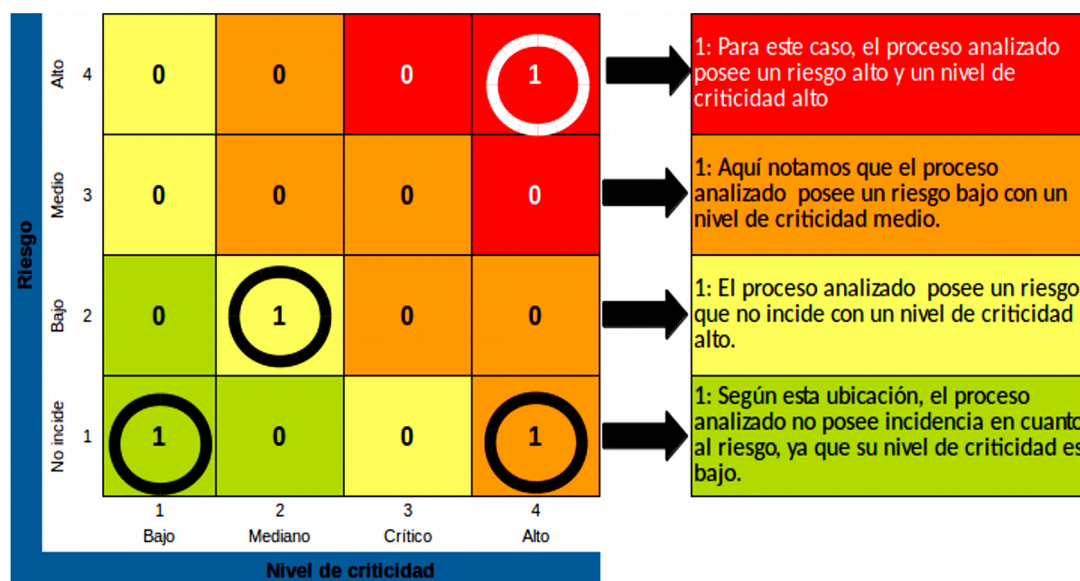 Riesgo
Alto 4 0 0 0 1
Medio 3 0 0 0 0
Bajo 2 0 1 0 0
No incide 1 1 0 0 1
1 2 3 4
Bajo Mediano Crítico Alto
Nivel de criticidad
1: Para este caso, el proceso analizado
posee un riesgo alto y un nivel de
criticidad alto
1: Aquí notamos que el proceso
analizado posee un riesgo bajo con un
nivel de criticidad medio.
1: El proceso analizado posee un riesgo
que no incide con un nivel de criticidad
alto.
1: Según esta ubicación, el proceso
analizado no posee incidencia en cuanto
al riesgo, ya que su nivel de criticidad es
bajo.